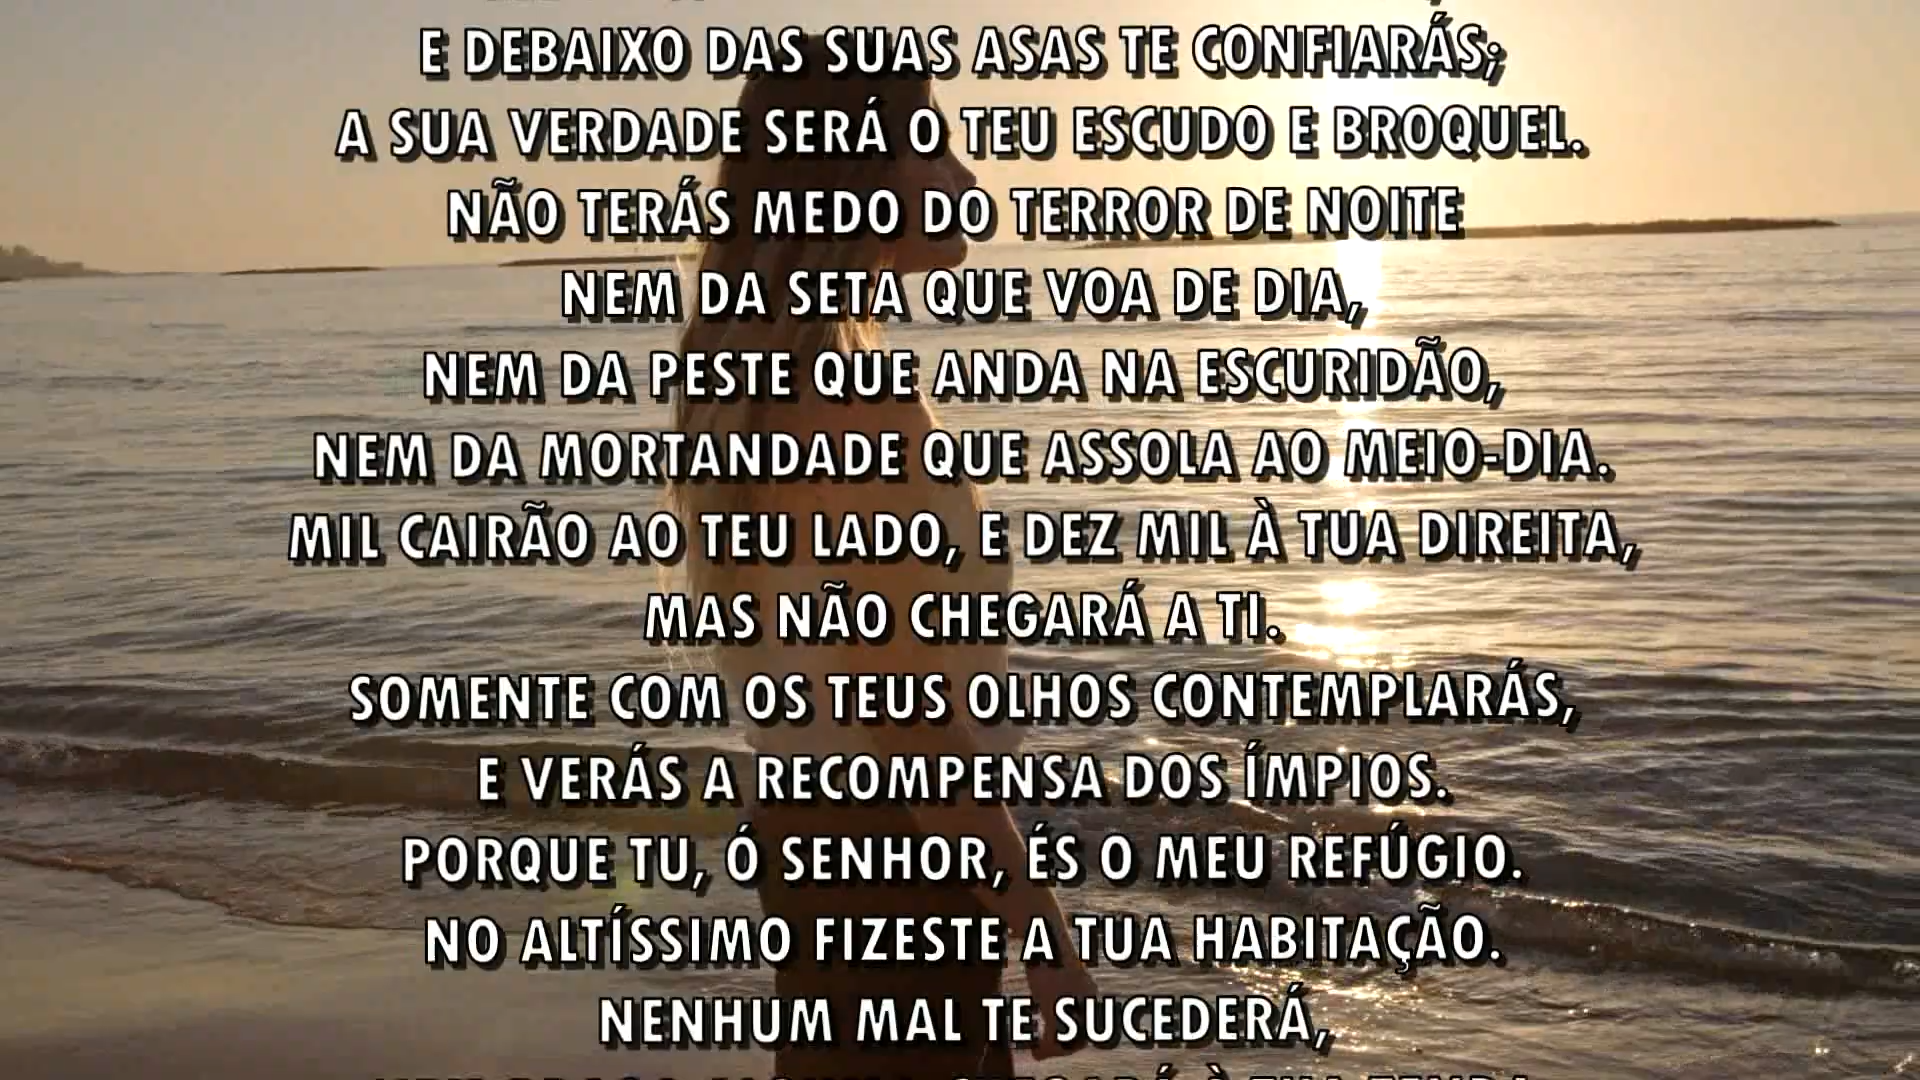 E DEBAIXO DAS SUAS ASAS TE CONFIARÁS;
A SUA VERDADE SERÁ O TEU ESCUDO E BROQUEL.
NÃO TERÁS MEDO DO TERROR DE NOITE
NEM DA SETA QUE VOA DE DIA,
NEM DA PESTE QUE ANDA NA ESCURIDÃO,
NEM DA MORTANDADE QUE ASSOLA AO MEIO-DIA.
MIL CAIRÃO AO TEU LADO, E DEZ MIL À TUA DIREITA,
MAS NÃO CHEGARÁ A TI.
SOMENTE COM OS TEUS OLHOS CONTEMPLARÁS,
E VERÁS A RECOMPENSA DOS ÍMPIOS.
PORQUE TU, Ó SENHOR, ÉS O MEU REFÚGIO.
NO ALTÍSSIMO FIZESTE A TUA HABITAÇÃO.
NENHUM MAL TE SUCEDERÁ,